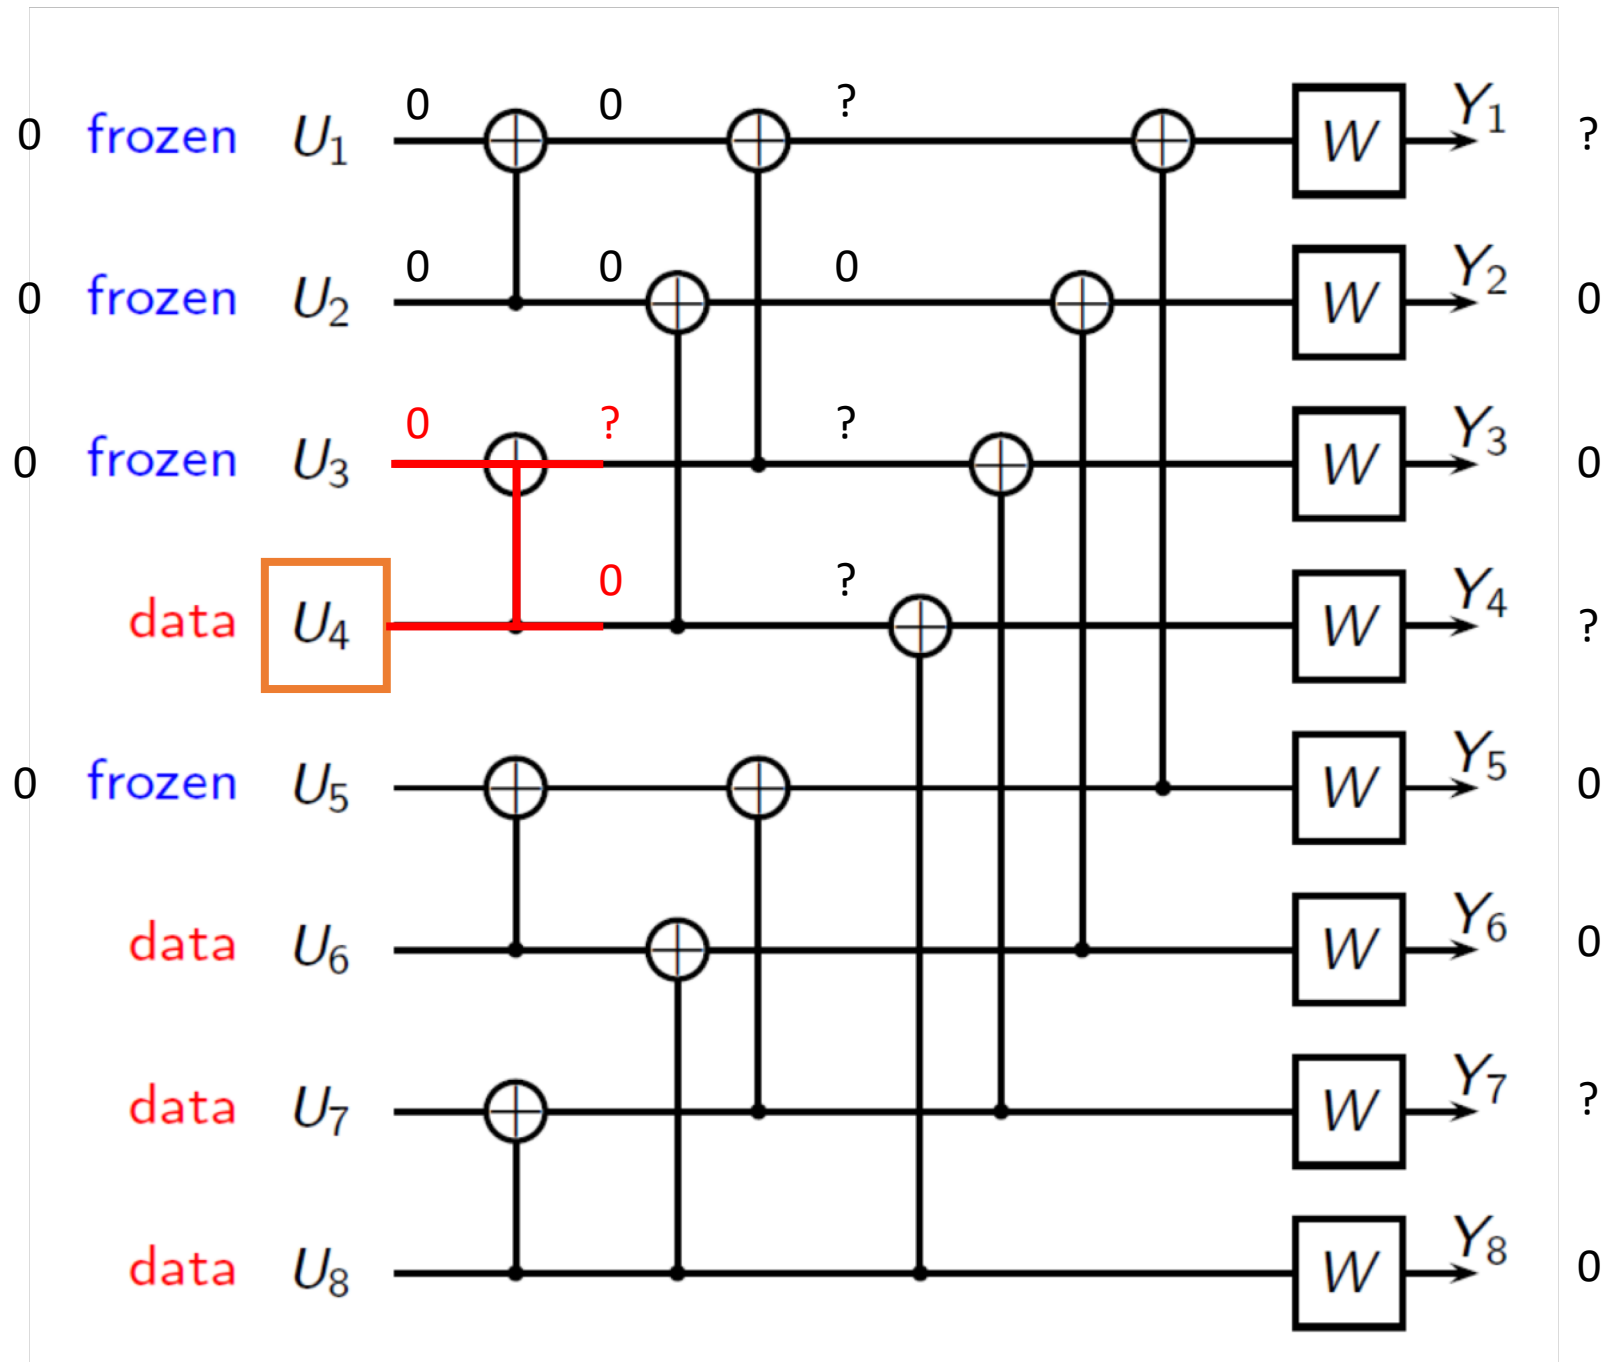 0 0 ?
0 frozen U1 W Y1 ?
0 0 0
0 frozen U2 W Y2 0
0 ? ?
0 frozen U3 W Y3 0
0 ?
data U4 W Y4 ?
0 frozen U5 W Y5 0
data U6 W Y6 0
data U7 W Y7 ?
data U8 W Y8 0